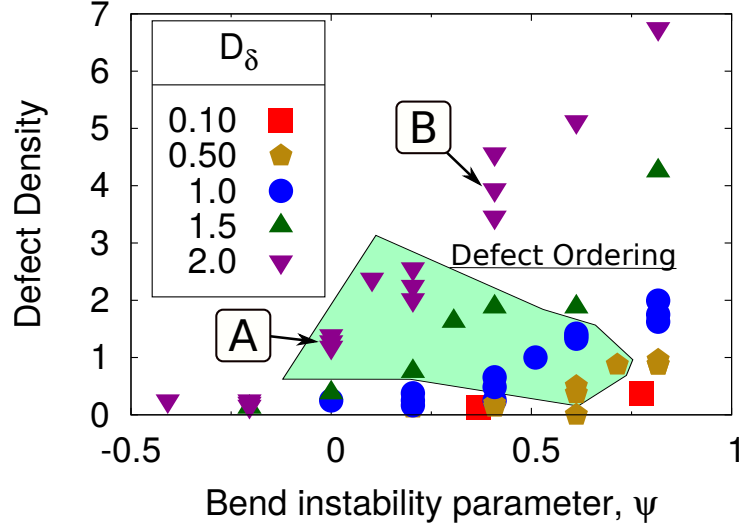 7
6
5
4
3
2
1
0
Defect Density
D_δ
0.10
0.50
1.0
1.5
2.0
A
B
Defect Ordering
-0.5 0 0.5 1
Bend instability parameter, ψ